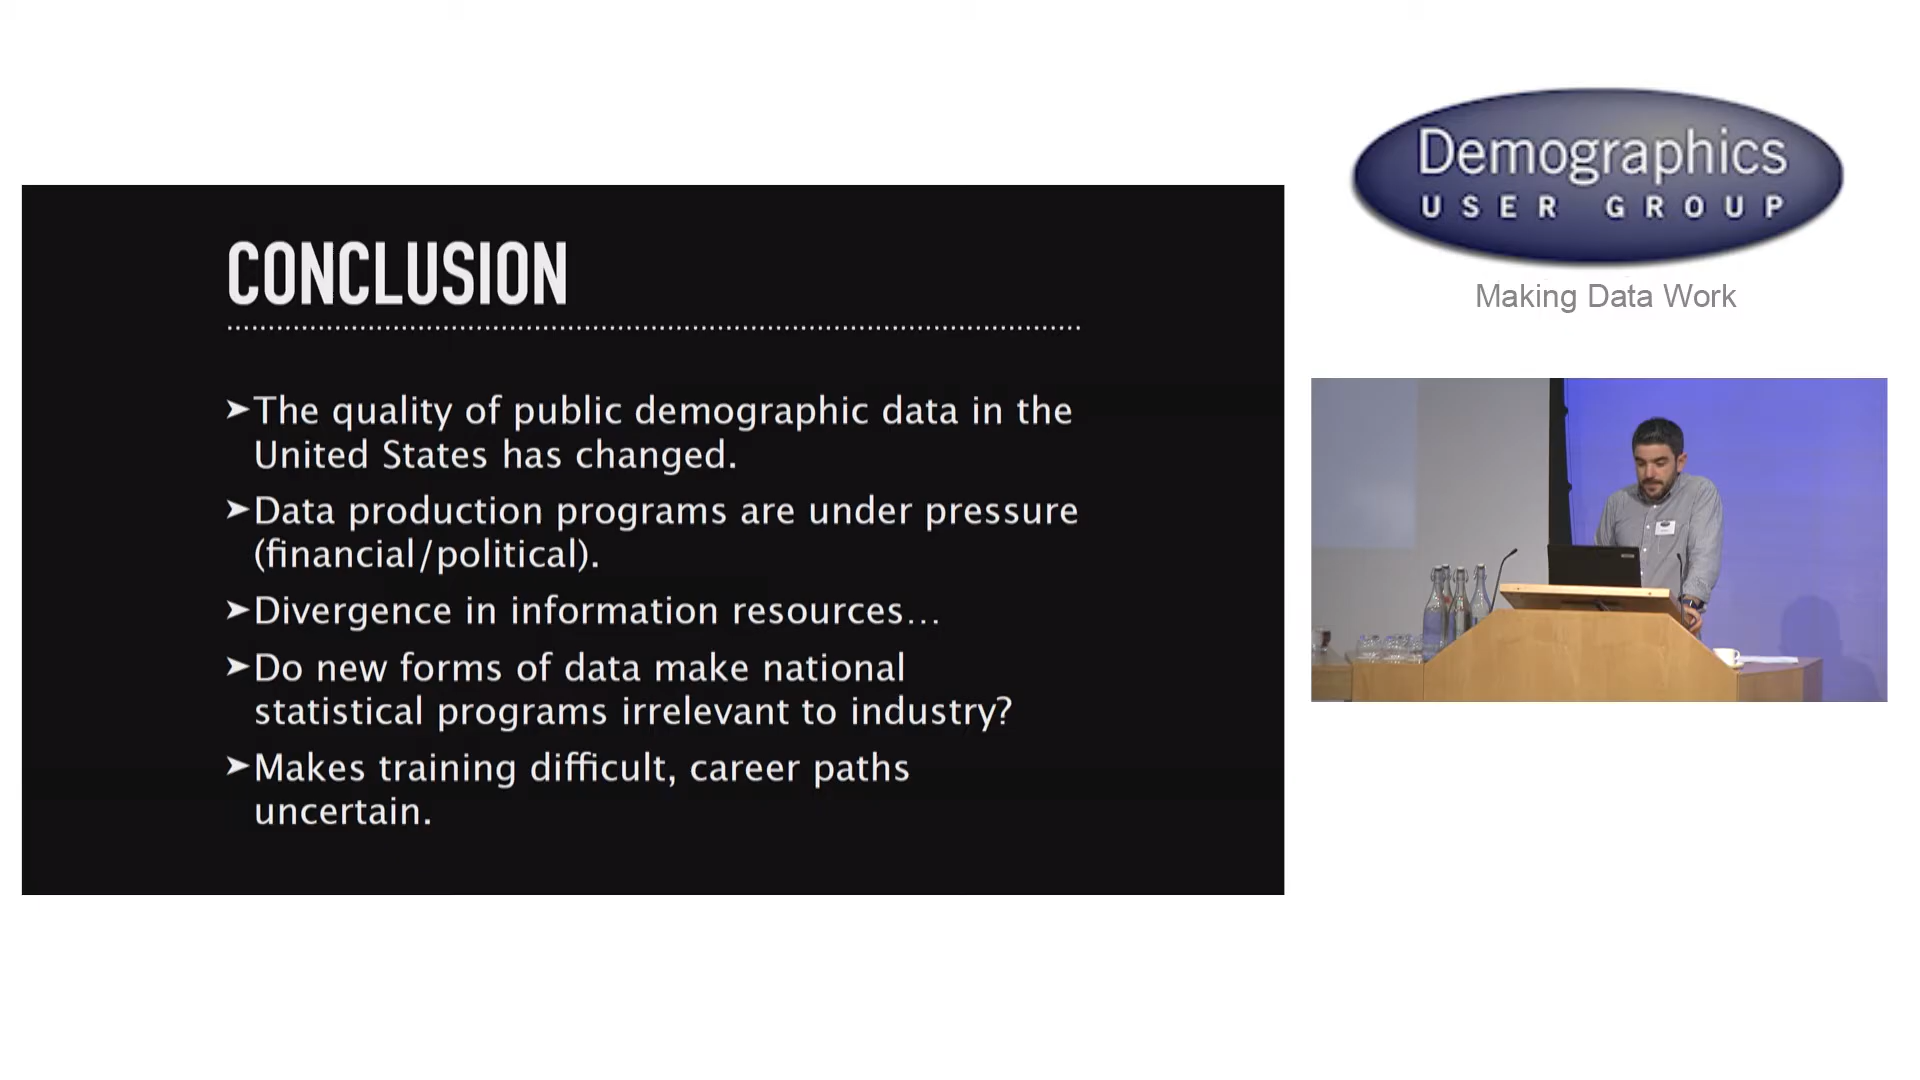 CONCLUSION
➤The quality of public demographic data in the
United States has changed.
➤Data production programs are under pressure
(financial/political).
➤Divergence in information resources…
➤Do new forms of data make national
statistical programs irrelevant to industry?
➤Makes training difficult, career paths
uncertain.
Demographics
USER GROUP
Making Data Work